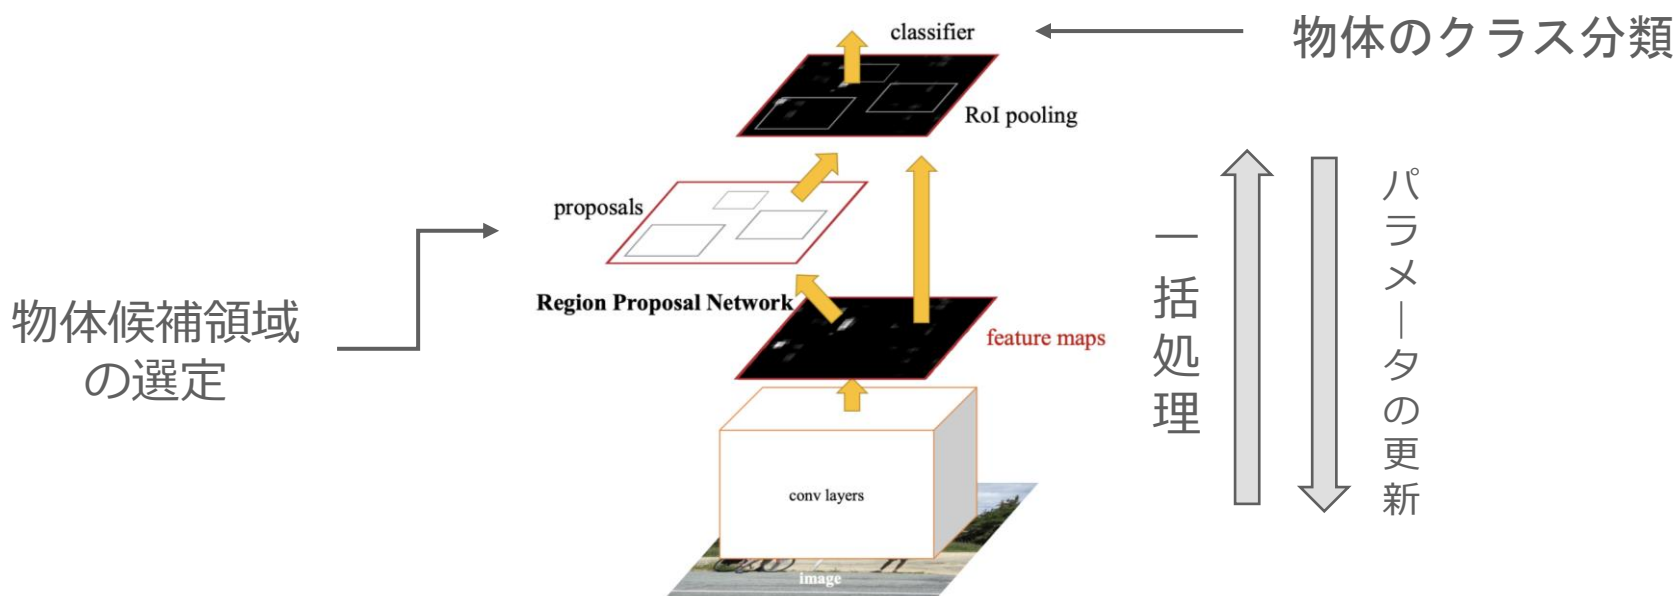 classifier
物体のクラス分類
RoI pooling
proposals
Region Proposal Network
物体候補領域
の選定
feature maps
conv layers
image
一括処理
パラメータの更新